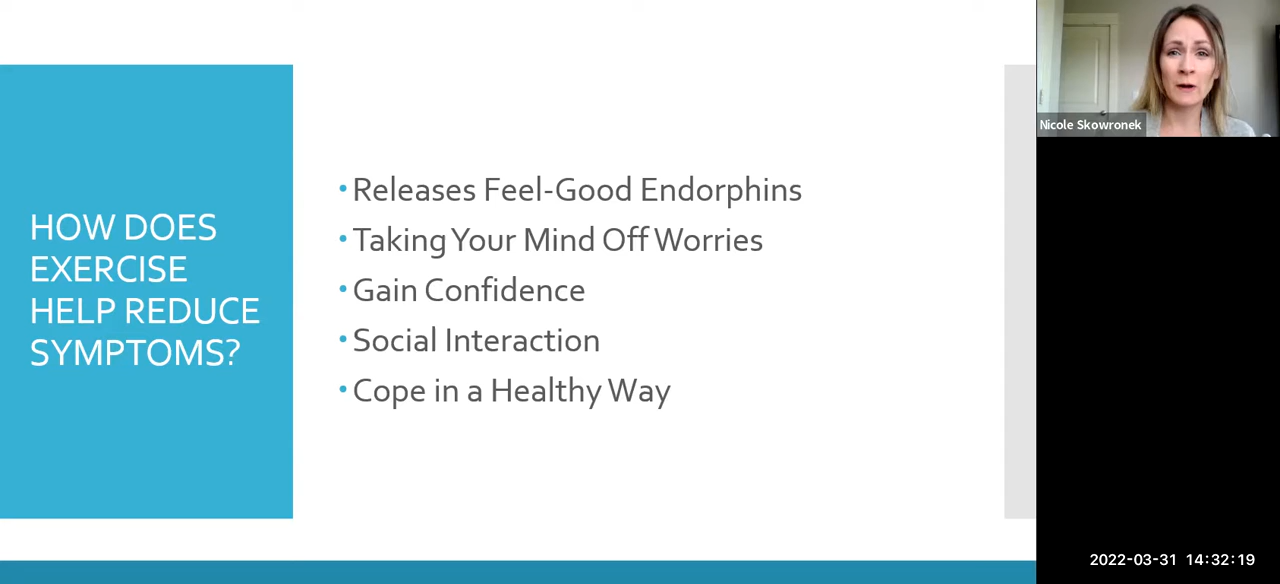 HOW DOES
EXERCISE
HELP REDUCE
SYMPTOMS?
• Releases Feel-Good Endorphins
• Taking Your Mind Off Worries
• Gain Confidence
• Social Interaction
• Cope in a Healthy Way
Nicole Skowronek
2022-03-31 14:32:19